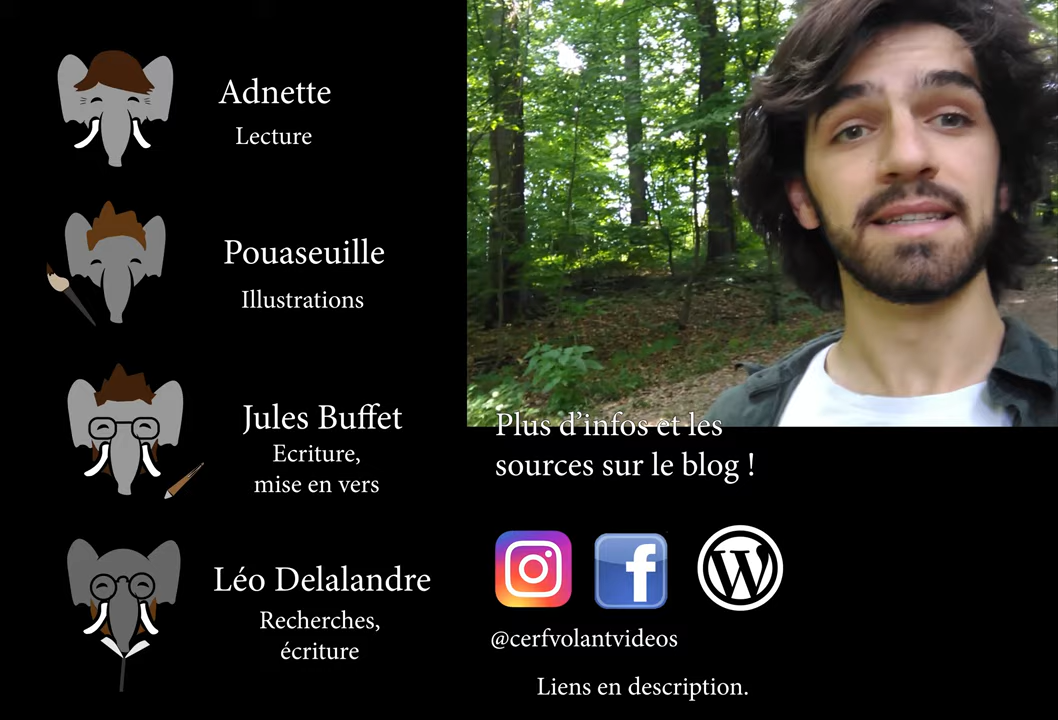 Adnette
Lecture
Pouaseuille
Illustrations
Jules Buffet
Ecriture,
mise en vers
Léo Delalandre
Recherches,
écriture
Plus d'infos et les
sources sur le blog !
@cerfvolantvideos
Liens en description.